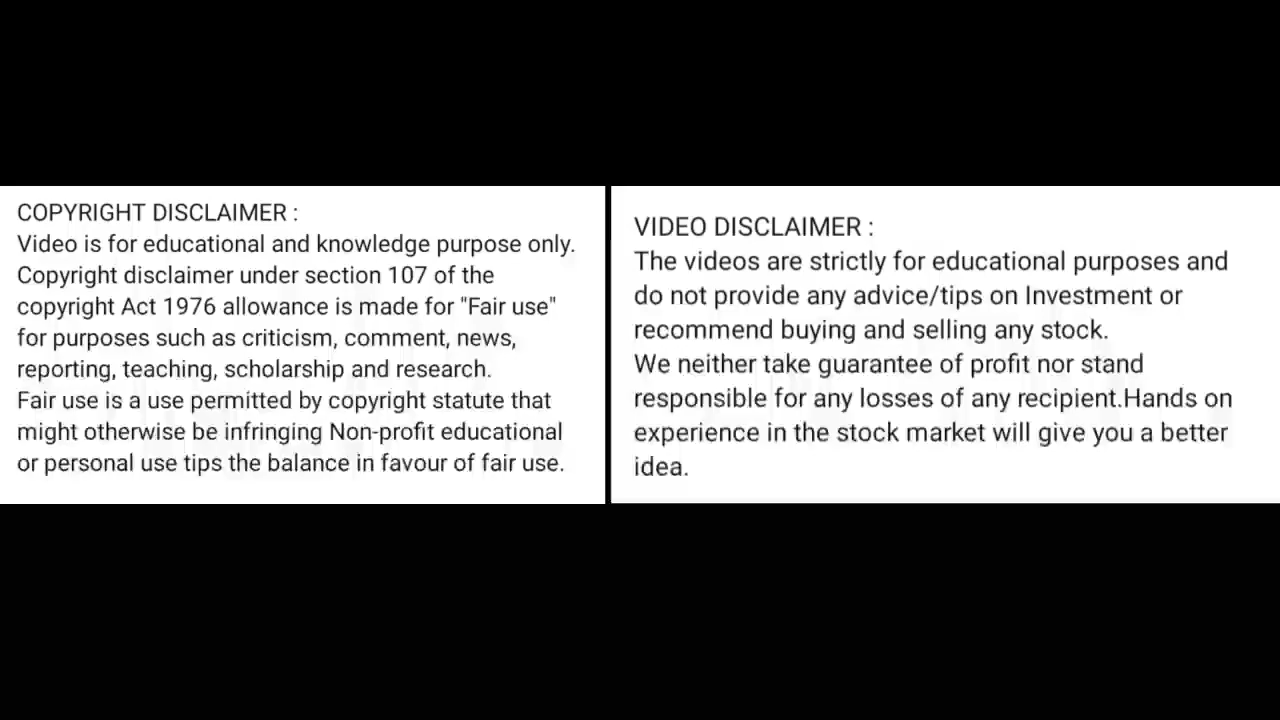 COPYRIGHT DISCLAIMER :
Video is for educational and knowledge purpose only.
Copyright disclaimer under section 107 of the
copyright Act 1976 allowance is made for "Fair use"
for purposes such as criticism, comment, news,
reporting, teaching, scholarship and research.
Fair use is a use permitted by copyright statute that
might otherwise be infringing Non-profit educational
or personal use tips the balance in favour of fair use.
VIDEO DISCLAIMER :
The videos are strictly for educational purposes and
do not provide any advice/tips on Investment or
recommend buying and selling any stock.
We neither take guarantee of profit nor stand
responsible for any losses of any recipient.Hands on
experience in the stock market will give you a better
idea.